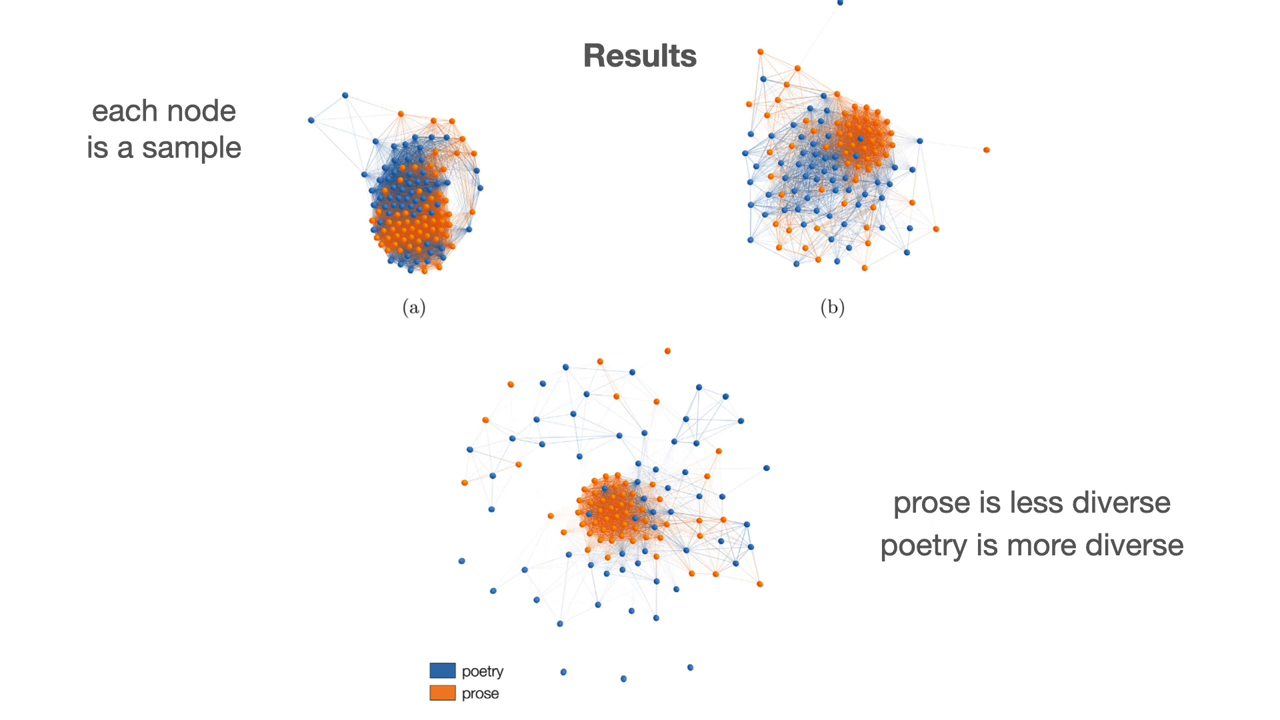 Results
each node
is a sample
(a)
(b)
prose is less diverse
poetry is more diverse
poetry
prose